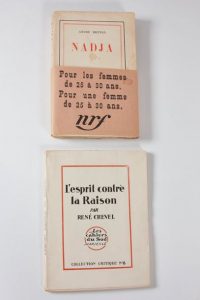 ANDRÉ BRETON
NADJA
Pour les femmes
de 25 à 30 ans.
Pour une femme
de 25 à 30 ans.
nrf
L'esprit contre
la Raison
PAR
RENÉ CREVEL
Les
Cahiers
du Sud
COLLECTION CRITIQUE Nº